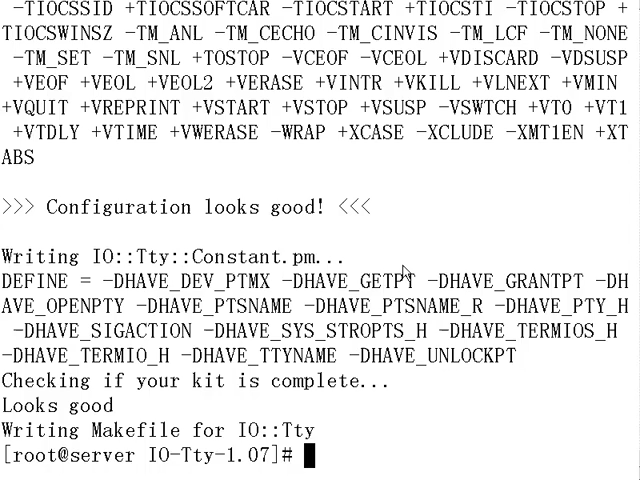 -TIOCSSID +TIOCSSOFTCAR -TIOCSTART +TIOCSTI -TIOCSTOP +
TIOCSWINSZ -TM_ANL -TM_CECHO -TM_CINVIS -TM_LCF -TM_NONE
-TM_SET -TM_SNL +TOSTOP -VCEOF -VCEOL +VDISCARD -VDSUSP
+VEOF +VEOL +VEOL2 +VERASE +VINTR +VKILL +VLNEXT +VMIN
+VQUIT +VREPRINT +VSTART +VSTOP +VSUSP -VSWTCH +VT0 +VT1
+VTDLY +VTIME +VWERASE -WRAP +XCASE -XCLUDE -XMT1EN +XT
ABS
>>> Configuration looks good! <<<
Writing IO::Tty::Constant.pm...
DEFINE = -DHAVE_DEV_PTMX -DHAVE_GETPT -DHAVE_GRANTPT -DH
AVE_OPENPTY -DHAVE_PTSNAME -DHAVE_PTSNAME_R -DHAVE_PTY_H
-DHAVE_SIGACTION -DHAVE_SYS_STROPTS_H -DHAVE_TERMIOS_H
-DHAVE_TERMIO_H -DHAVE_TTYNAME -DHAVE_UNLOCKPT
Checking if your kit is complete...
Looks good
Writing Makefile for IO::Tty
[root@server IO-Tty-1.07]#